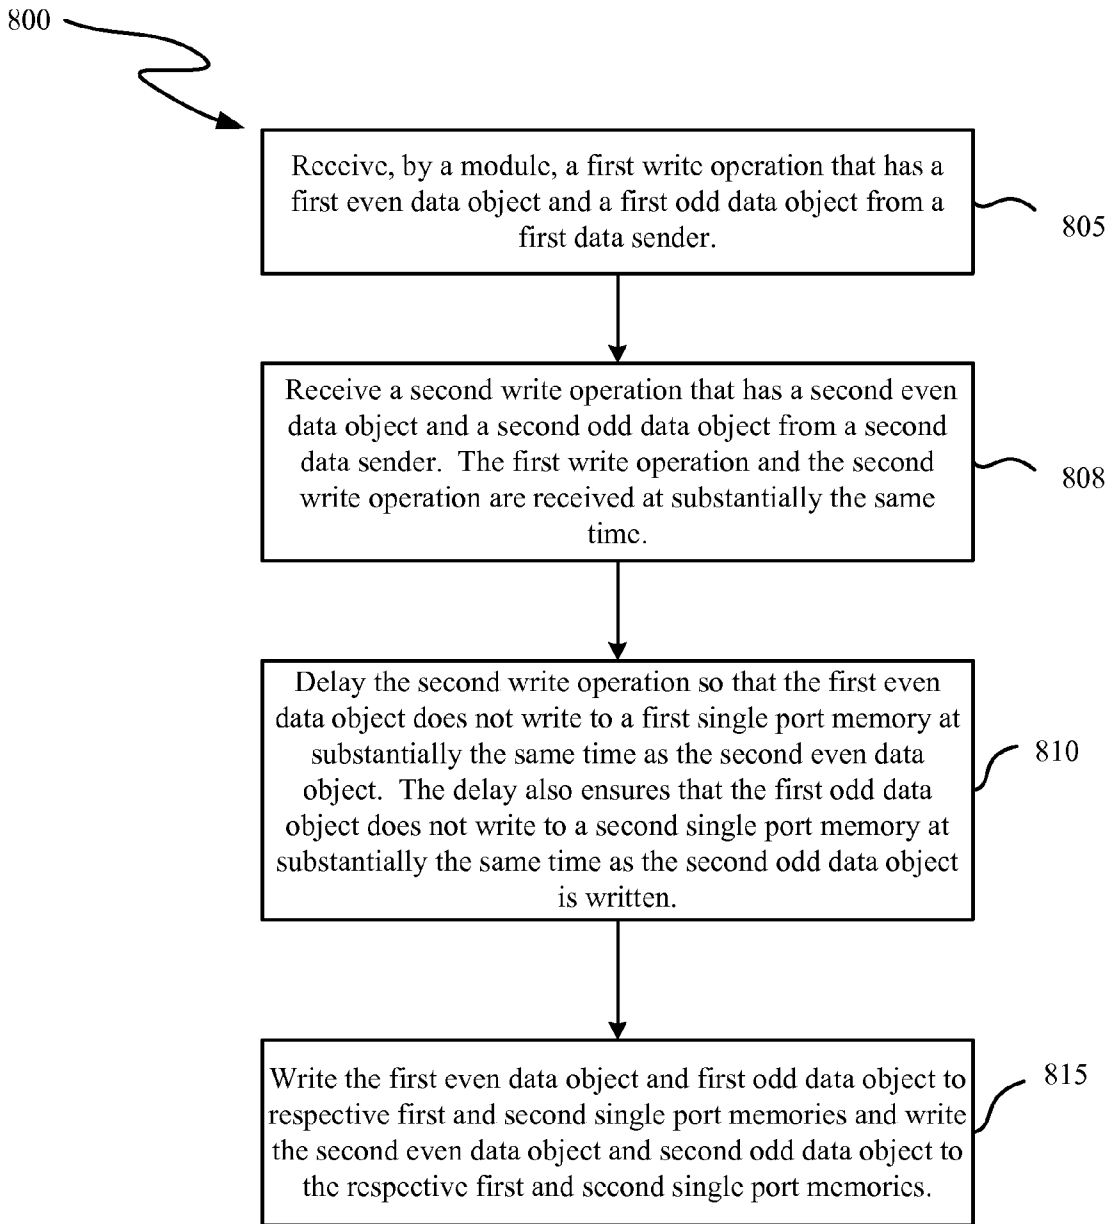 800
Receive, by a module, a first write operation that has a
first even data object and a first odd data object from a
first data sender.
805
Receive a second write operation that has a second even
data object and a second odd data object from a second
data sender. The first write operation and the second
write operation are received at substantially the same
time.
808
Delay the second write operation so that the first even
data object does not write to a first single port memory at
substantially the same time as the second even data
object. The delay also ensures that the first odd data
object does not write to a second single port memory at
substantially the same time as the second odd data object
is written.
810
Write the first even data object and first odd data object to
respective first and second single port memories and write
the second even data object and second odd data object to
the respective first and second single port memories.
815